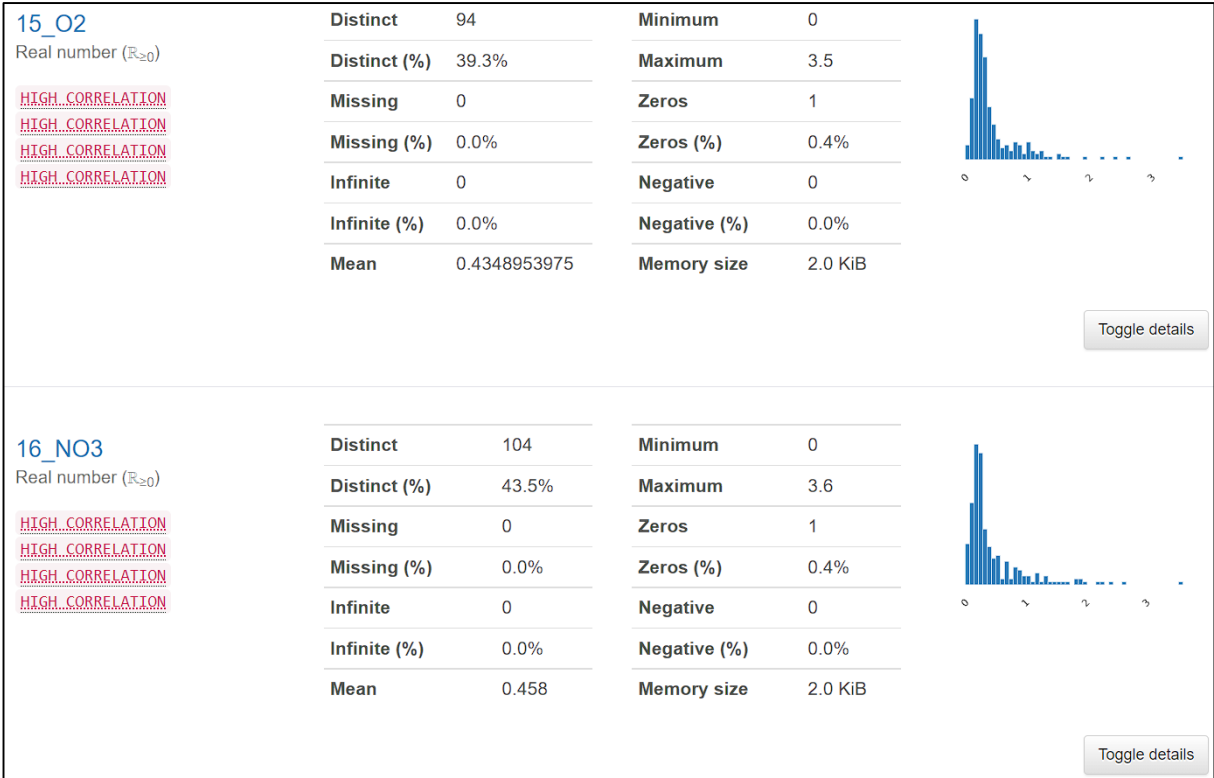 15_O2
Real number (ℝ≥0)
HIGH CORRELATION
HIGH CORRELATION
HIGH CORRELATION
HIGH CORRELATION
Distinct 94
Distinct (%) 39.3%
Missing 0
Missing (%) 0.0%
Infinite 0
Infinite (%) 0.0%
Mean 0.4348953975
Minimum 0
Maximum 3.5
Zeros 1
Zeros (%) 0.4%
Negative 0
Negative (%) 0.0%
Memory size 2.0 KiB
0 1 2 3
Toggle details
16_NO3
Real number (ℝ≥0)
HIGH CORRELATION
HIGH CORRELATION
HIGH CORRELATION
HIGH CORRELATION
Distinct 104
Distinct (%) 43.5%
Missing 0
Missing (%) 0.0%
Infinite 0
Infinite (%) 0.0%
Mean 0.458
Minimum 0
Maximum 3.6
Zeros 1
Zeros (%) 0.4%
Negative 0
Negative (%) 0.0%
Memory size 2.0 KiB
0 1 2 3
Toggle details